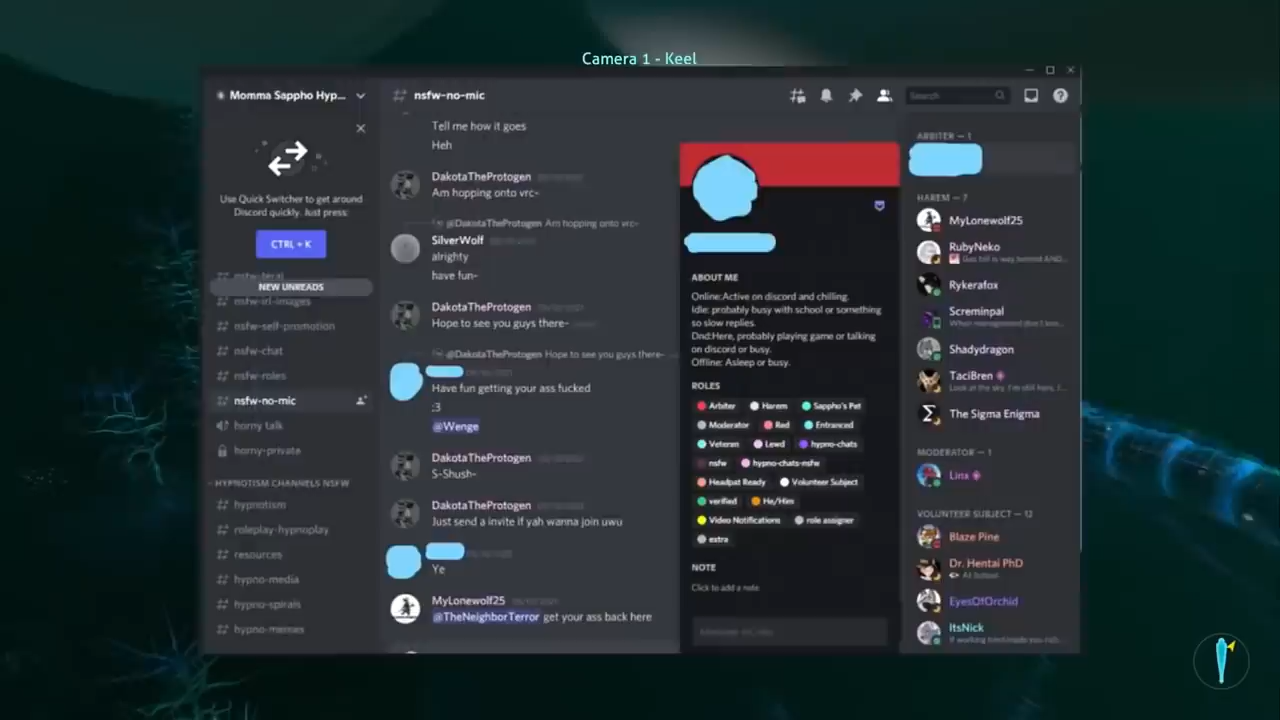 Camera 1 - Keel
Momma Sappho Hyp...
Use Quick Switcher to get around
Discord quickly. Just press:
CTRL + K
NEW UNREADS
nsfw-irl-images
nsfw-self-promotion
nsfw-chat
nsfw-roles
nsfw-no-mic
horny talk
horny-private
HYPNOTISM CHANNELS NSFW
hypnotism
roleplay-hypnoplay
resources
hypno-media
hypno-spirals
hypno-memes
# nsfw-no-mic
Tell me how it goes
Heh
DakotaTheProtogen
Am hopping onto vrc~
@DakotaTheProtogen Am hopping onto vrc~
SilverWolf
alrighty
have fun~
DakotaTheProtogen
Hope to see you guys there~
@DakotaTheProtogen Hope to see you guys there~
Have fun getting your ass fucked
:3
@Wenge
DakotaTheProtogen
S-Shush~
DakotaTheProtogen
Just send a invite if yah wanna join uwu
Ye
MyLonewolf25
@TheNeighborTerror get your ass back here
ABOUT ME
Online:Active on discord and chilling.
Idle: probably busy with school or something
so slow replies.
Dnd:Here, probably playing game or talking
on discord or busy.
Offline: Asleep or busy.
ROLES
Arbiter Harem Sappho's Pet
Moderator Red Entranced
Veteran Lewd hypno-chats
nsfw hypno-chats-nsfw
Headpat Ready Volunteer Subject
verified He/Him
Video Notifications role assigner
extra
NOTE
Click to add a note
Search
ARBITER — 1
HAREM — 7
MyLonewolf25
RubyNeko
Rykerafox
Screminpal
Shadydragon
TaciBren
Look at the sky, I'm still here, I...
The Sigma Enigma
MODERATOR — 1
Linx
VOLUNTEER SUBJECT — 12
Blaze Pine
Dr. Hentai PhD
EyesOfOrchid
ItsNick